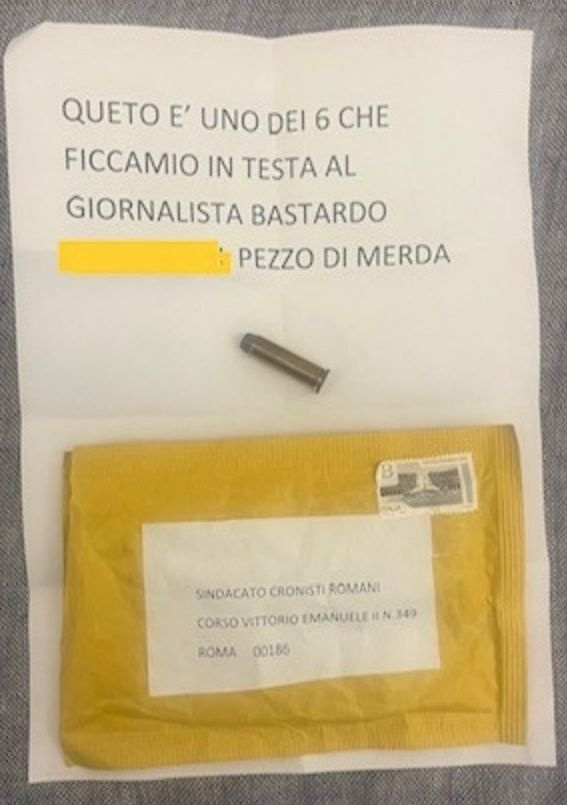 QUETO E' UNO DEI 6 CHE
FICCAMIO IN TESTA AL
GIORNALISTA BASTARDO
: PEZZO DI MERDA
B
ITALIA
SINDACATO CRONISTI ROMANI
CORSO VITTORIO EMANUELE II N.349
ROMA 00186